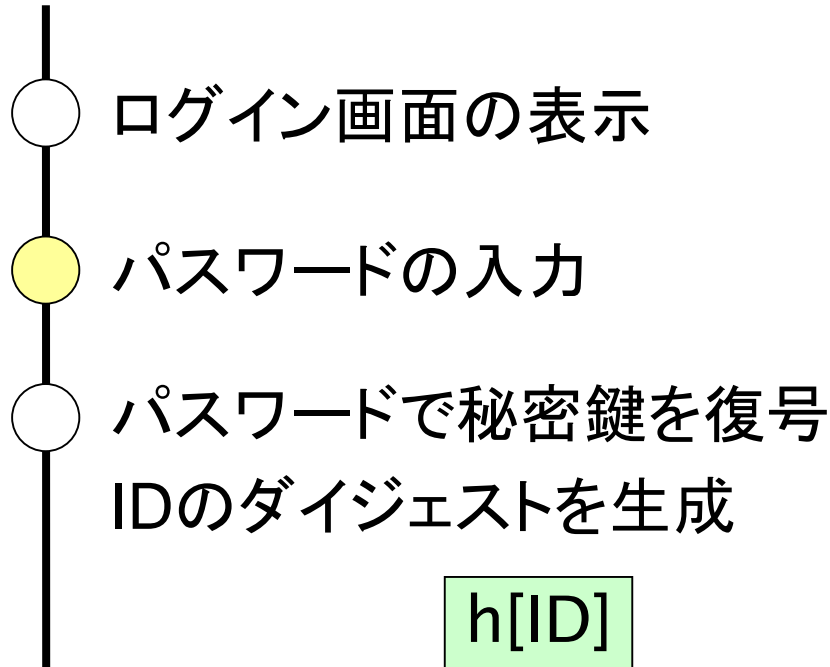 ログイン画面の表示
パスワードの入力
パスワードで秘密鍵を復号
IDのダイジェストを生成
h[ID]